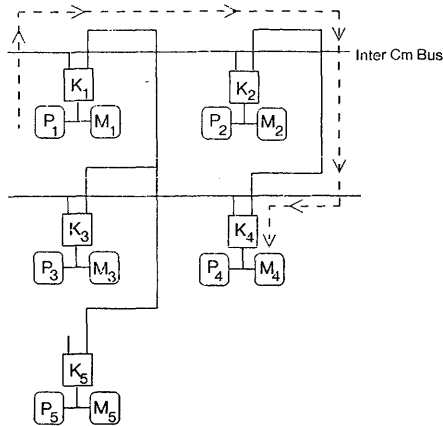 Inter Cm Bus
K1
K2
P1 M1
P2 M2
K3
K4
P3 M3
P4 M4
K5
P5 M5